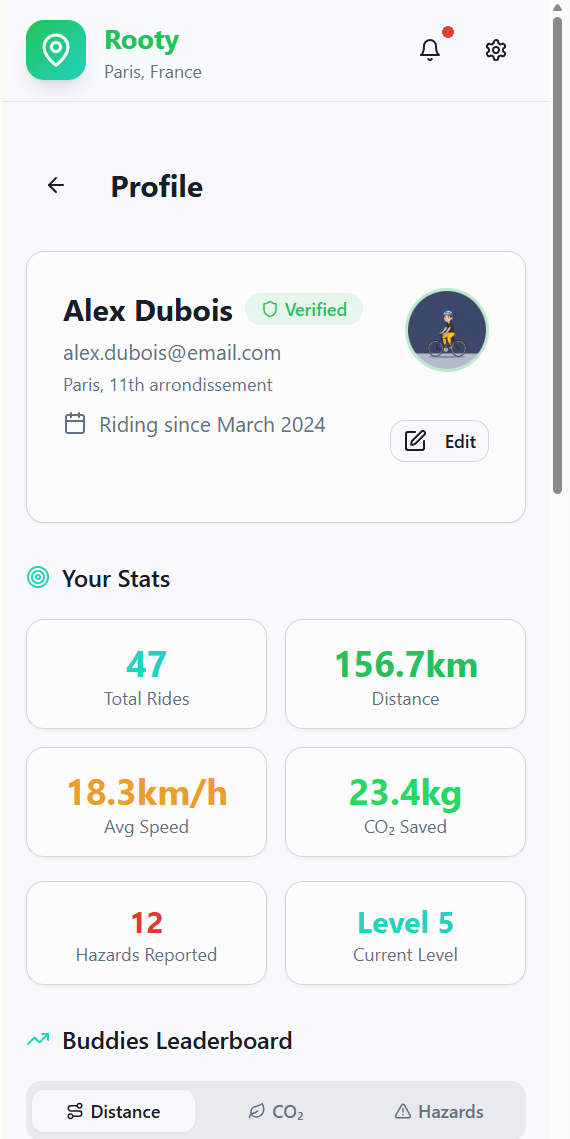 Rooty
Paris, France
Profile
Alex Dubois Verified
alex.dubois@email.com
Paris, 11th arrondissement
Riding since March 2024
Edit
Your Stats
47
Total Rides
156.7km
Distance
18.3km/h
Avg Speed
23.4kg
CO₂ Saved
12
Hazards Reported
Level 5
Current Level
Buddies Leaderboard
Distance CO₂ Hazards